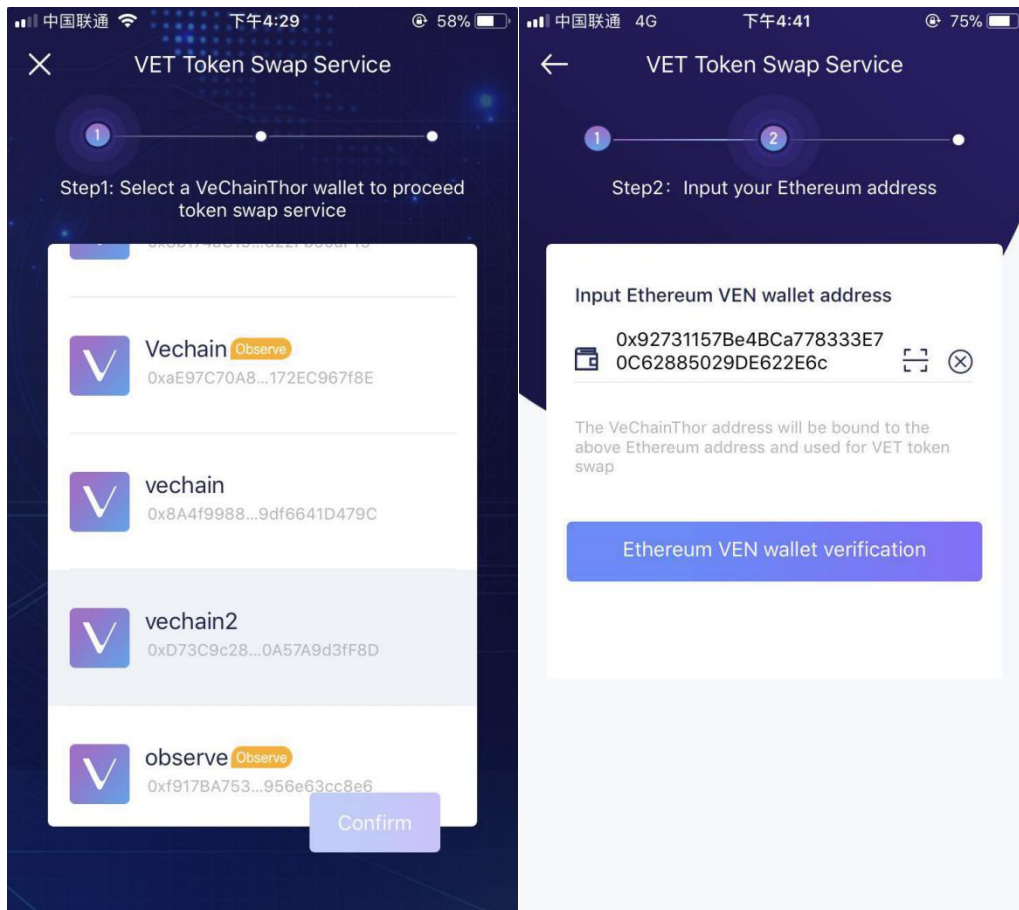 中国联通 下午4:29 58%
VET Token Swap Service
1
Step1: Select a VeChainThor wallet to proceed
token swap service
Vechain Observe
0xaE97C70A8...172EC967f8E
vechain
0x8A4f9988...9df6641D479C
vechain2
0xD73C9c28...0A57A9d3fF8D
observe Observe
0xf917BA753...956e63cc8e6
Confirm
中国联通 4G 下午4:41 75%
VET Token Swap Service
1 2
Step2: Input your Ethereum address
Input Ethereum VEN wallet address
0x92731157Be4BCa778333E7
0C62885029DE622E6c
The VeChainThor address will be bound to the
above Ethereum address and used for VET token
swap
Ethereum VEN wallet verification